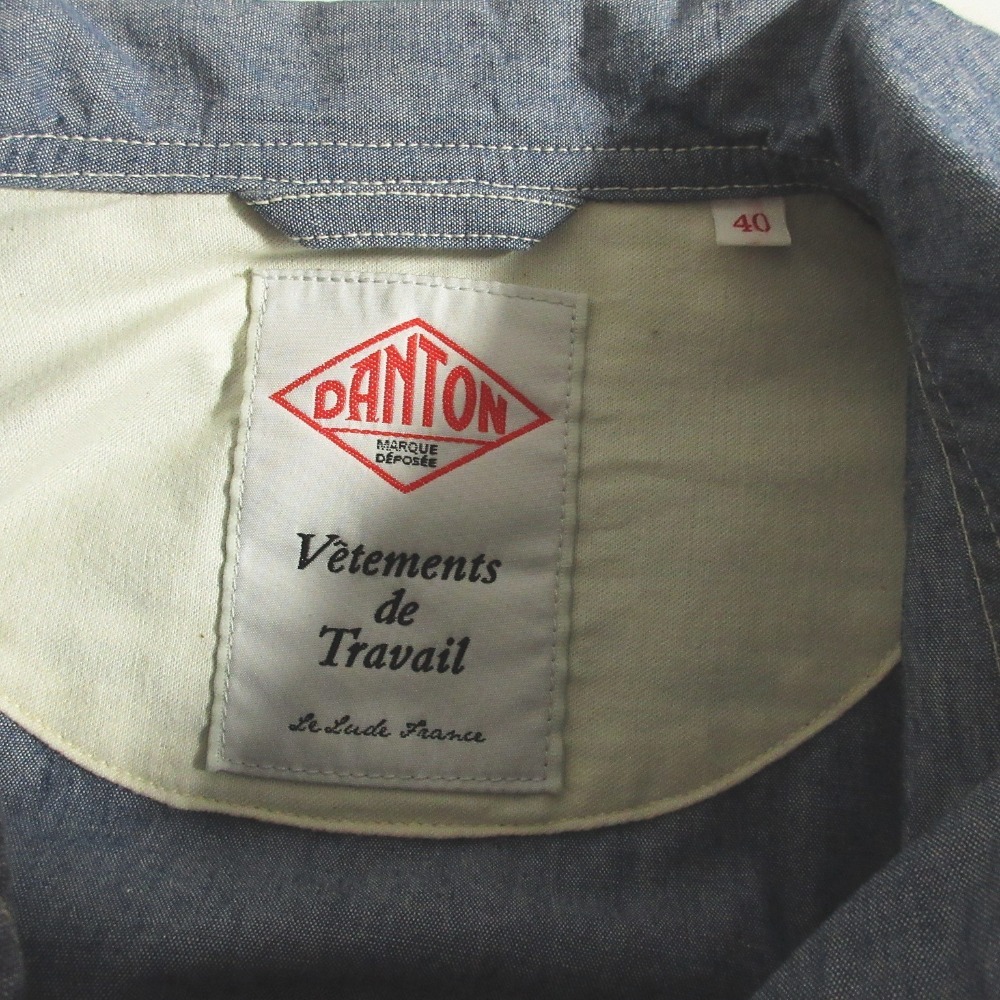 40
DANTON
MARQUE
DÉPOSÉE
Vêtements
de
Travail
Le Lude France